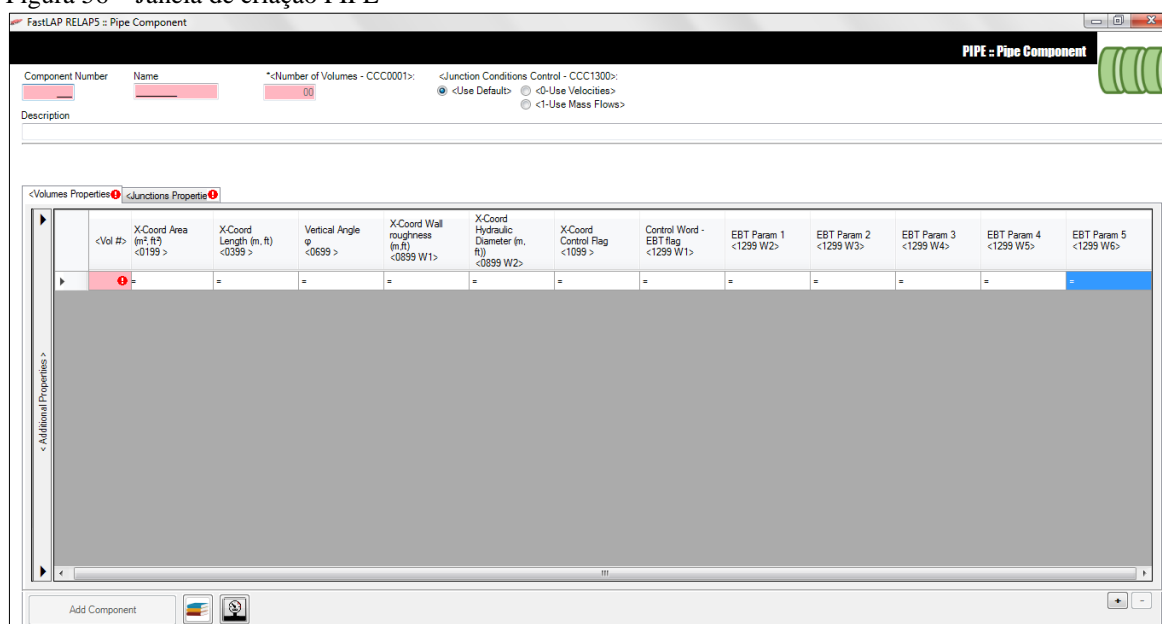 Figura 56 – Janela de criação PIPE
FastLAP RELAP5 :: Pipe Component
PIPE :: Pipe Component
Component Number Name *<Number of Volumes - CCC0001>: <Junction Conditions Control - CCC1300>:
__ ______ 00 <Use Default> <0-Use Velocities>
<1-Use Mass Flows>
Description
<Volumes Properties <Junctions Propertie
<Vol #> X-Coord Area (m², ft²) <0199 > X-Coord Length (m, ft) <0399 > Vertical Angle φ <0699 > X-Coord Wall roughness (m,ft) <0899 W1> X-Coord Hydraulic Diameter (m, ft)) <0899 W2> X-Coord Control Flag <1099 > Control Word - EBT flag <1299 W1> EBT Param 1 <1299 W2> EBT Param 2 <1299 W3> EBT Param 3 <1299 W4> EBT Param 4 <1299 W5> EBT Param 5 <1299 W6>
= = = = = = = = = = = =
< Additional Properties >
Add Component + -